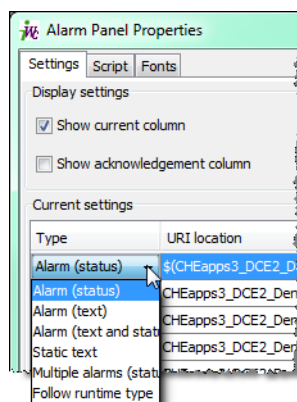 Alarm Panel Properties
Settings Script Fonts
Display settings
Show current column
Show acknowledgement column
Current settings
Type URI location
Alarm (status) $(CHEapps3_DCE2_D
Alarm (status) CHEapps3_DCE2_Den
Alarm (text)
Alarm (text and stat CHEapps3_DCE2_Den
Static text CHEapps3_DCE2_Den
Multiple alarms (statu
Follow runtime type